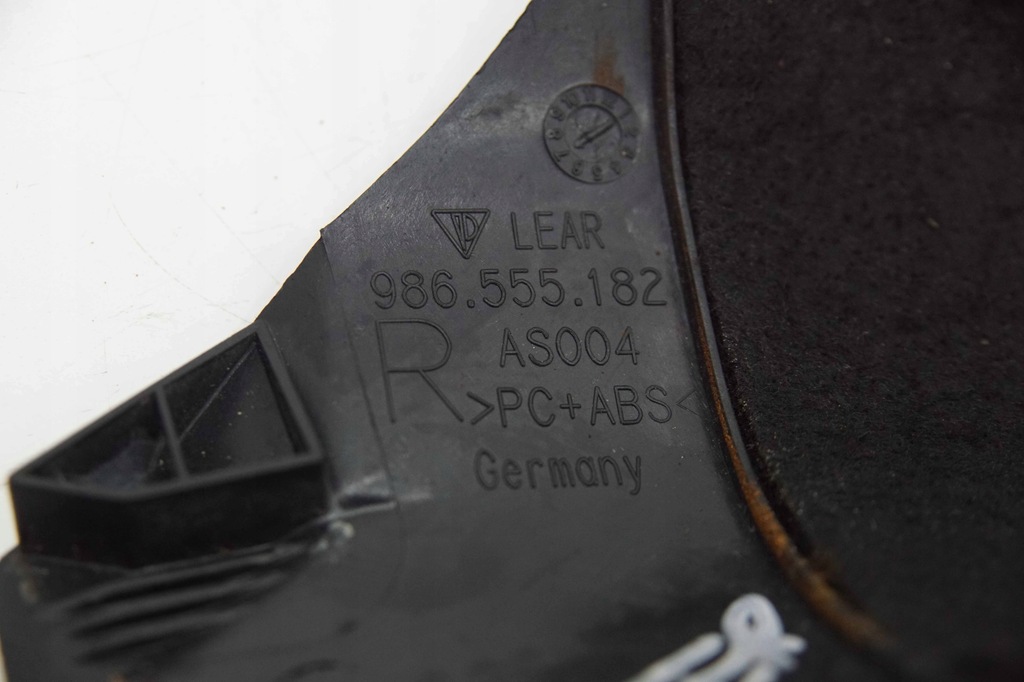 LEAR
986.555.182
R AS004
>PC+ABS<
Germany